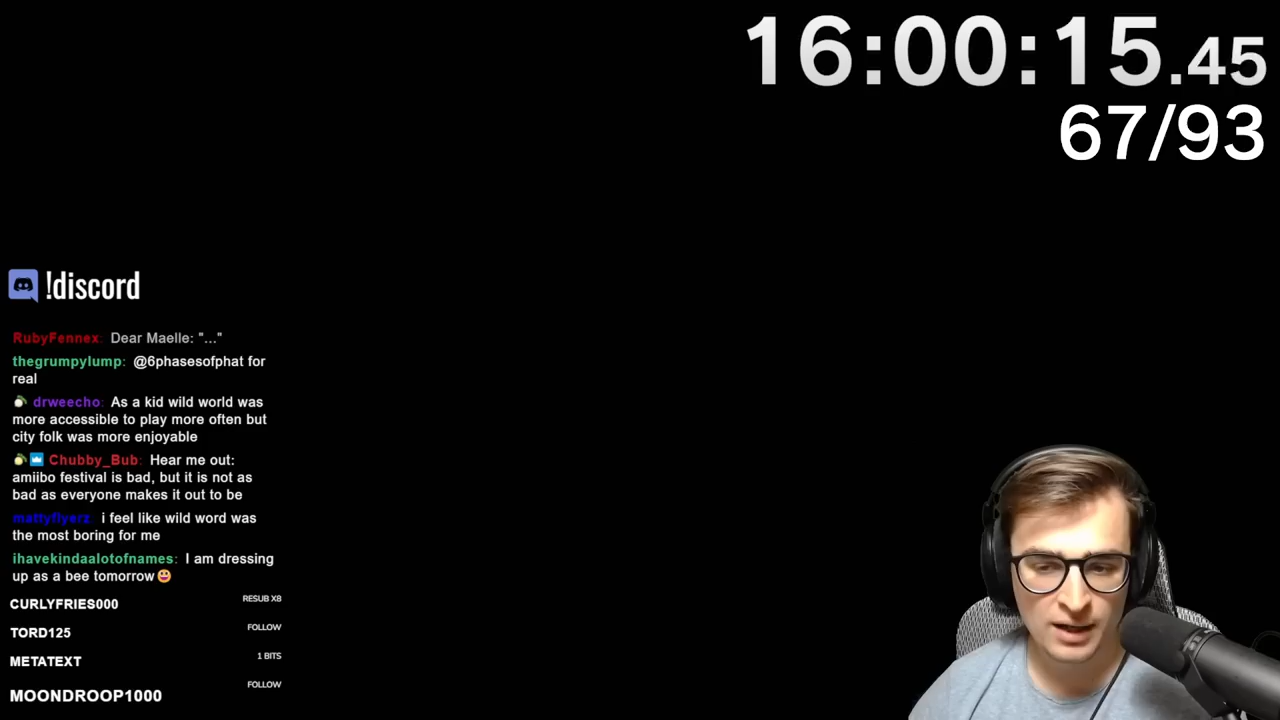 16:00:15.45
67/93
!discord
RubyFennex: Dear Maelle: "..."
thegrumpylump: @6phasesofphat for
real
drweecho: As a kid wild world was
more accessible to play more often but
city folk was more enjoyable
Chubby_Bub: Hear me out:
amiibo festival is bad, but it is not as
bad as everyone makes it out to be
mattyflyerz: i feel like wild word was
the most boring for me
ihavekindaalotofnames: I am dressing
up as a bee tomorrow😃
CURLYFRIES000 RESUB X8
TORD125 FOLLOW
METATEXT 1 BITS
MOONDROOP1000 FOLLOW